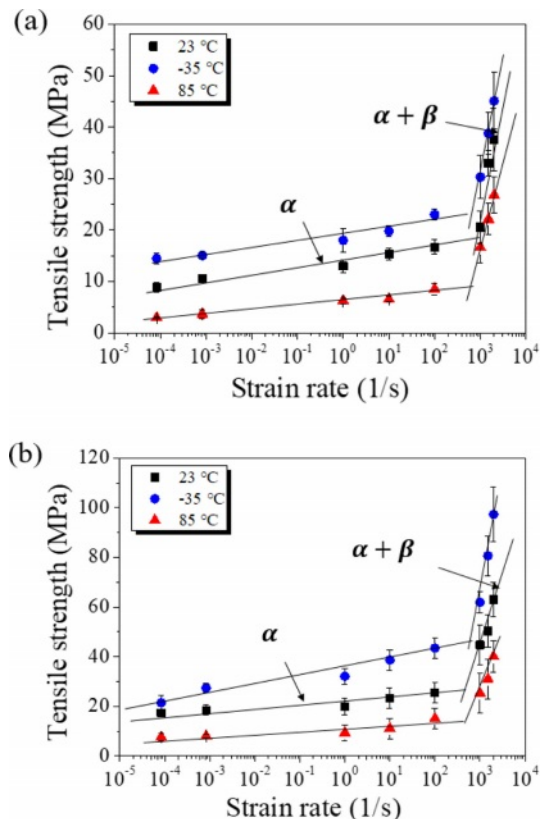 (a)
60
50
40
30
20
10
0
Tensile strength (MPa)
23 °C
-35 °C
85 °C
α + β
α
10⁻⁵ 10⁻⁴ 10⁻³ 10⁻² 10⁻¹ 10⁰ 10¹ 10² 10³ 10⁴
Strain rate (1/s)
(b)
120
100
80
60
40
20
0
Tensile strength (MPa)
23 °C
-35 °C
85 °C
α + β
α
10⁻⁵ 10⁻⁴ 10⁻³ 10⁻² 10⁻¹ 10⁰ 10¹ 10² 10³ 10⁴
Strain rate (1/s)